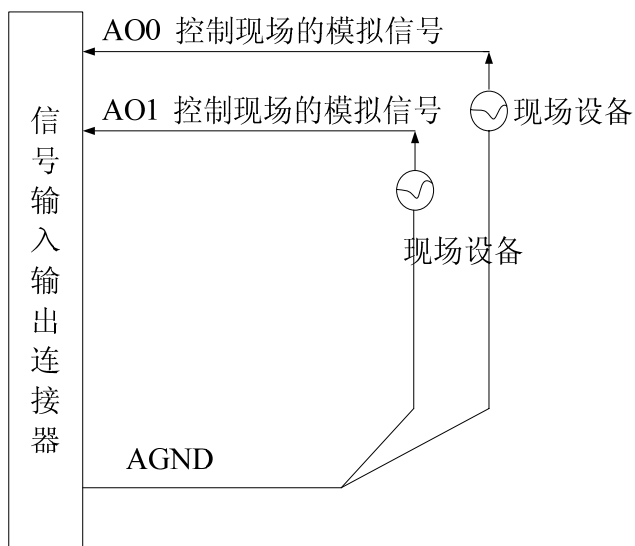 AO0 控制现场的模拟信号
现场设备
AO1 控制现场的模拟信号
现场设备
信号输入输出连接器
AGND